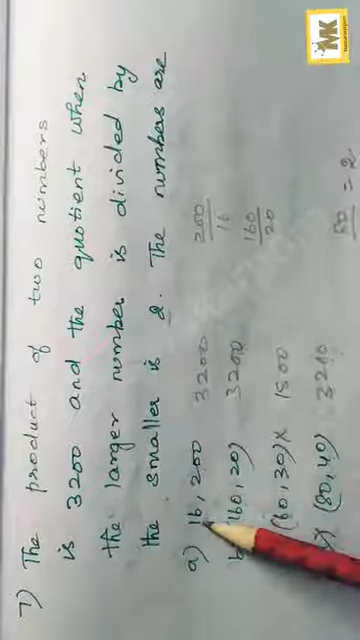 7) The product of two numbers
is 3200 and the quotient when
the larger number is divided by
the smaller is 2. The numbers are
a) 16, 200 3200 200/16
160, 20) 3200 160/20
(60, 30) x 1500
(80, 40) 3200 80 = 2
MK